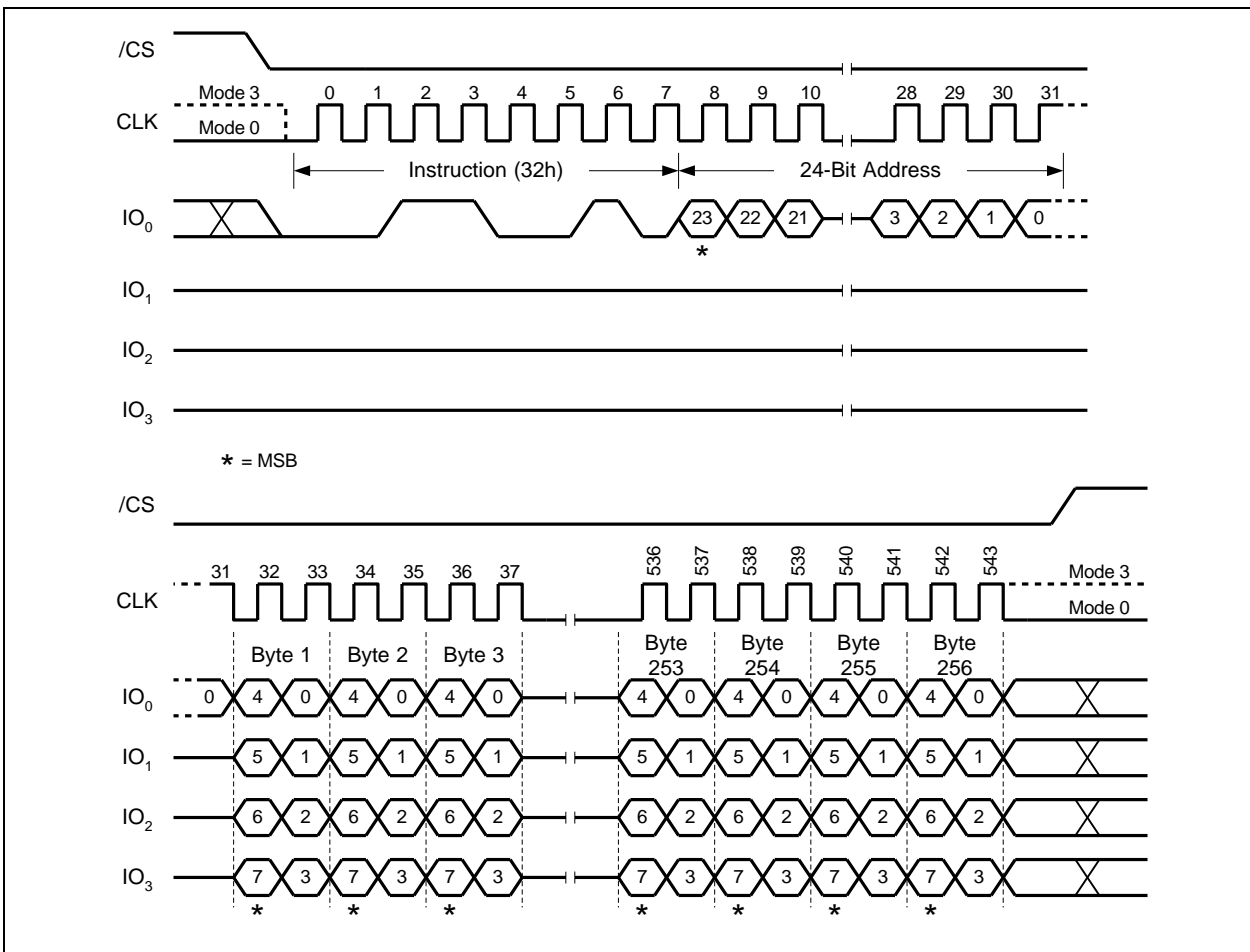 /CS
Mode 3 0 1 2 3 4 5 6 7 8 9 10 28 29 30 31
CLK
Mode 0
Instruction (32h) 24-Bit Address
IO0 23 22 21 3 2 1 0
*
IO1
IO2
IO3
* = MSB
/CS
31 32 33 34 35 36 37 536 537 538 539 540 541 542 543
Mode 3
CLK
Mode 0
Byte 1 Byte 2 Byte 3 Byte 253 Byte 254 Byte 255 Byte 256
IO0 0 4 0 4 0 4 0 4 0 4 0 4 0 4 0
IO1 5 1 5 1 5 1 5 1 5 1 5 1 5 1
IO2 6 2 6 2 6 2 6 2 6 2 6 2 6 2
IO3 7 3 7 3 7 3 7 3 7 3 7 3 7 3
* * * * * * *